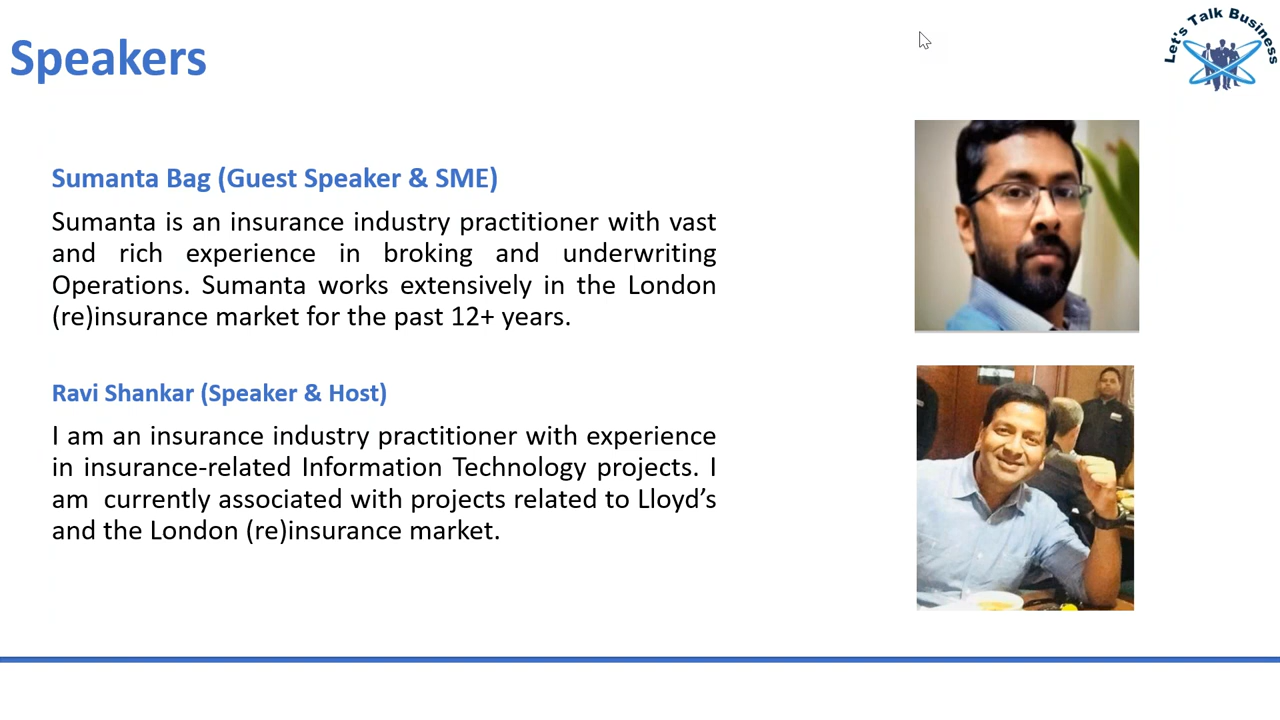 Speakers
Let's Talk Business
Sumanta Bag (Guest Speaker & SME)
Sumanta is an insurance industry practitioner with vast
and rich experience in broking and underwriting
Operations. Sumanta works extensively in the London
(re)insurance market for the past 12+ years.
Ravi Shankar (Speaker & Host)
I am an insurance industry practitioner with experience
in insurance-related Information Technology projects. I
am currently associated with projects related to Lloyd’s
and the London (re)insurance market.